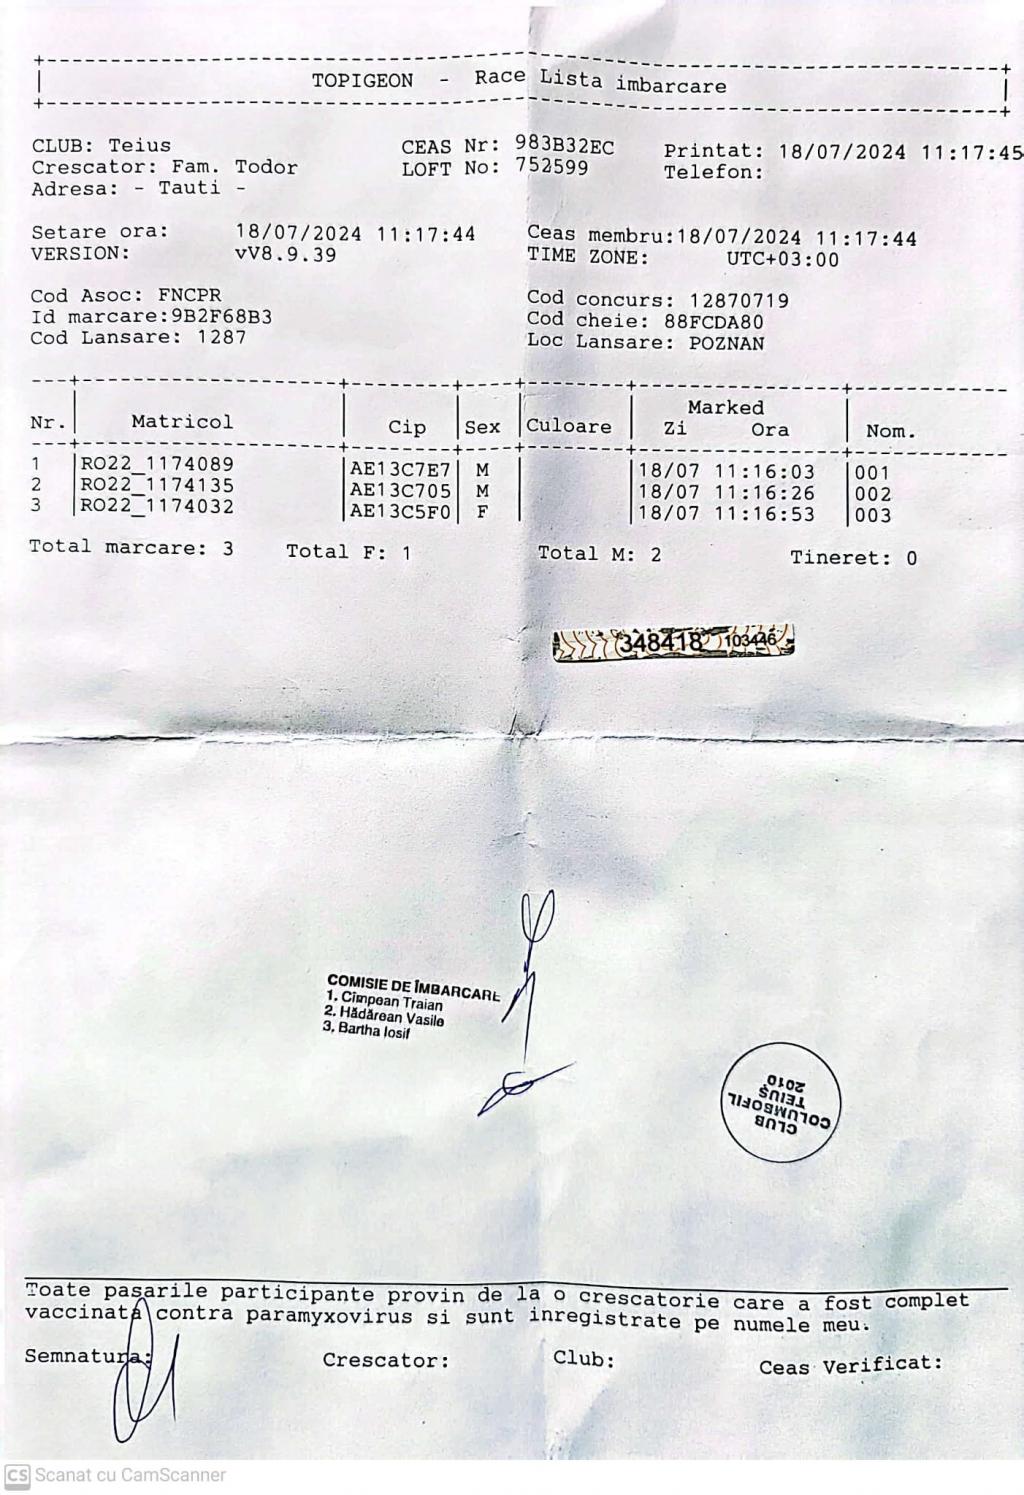 TOPIGEON - Race Lista imbarcare
CLUB: Teius CEAS Nr: 983B32EC Printat: 18/07/2024 11:17:45
Crescator: Fam. Todor LOFT No: 752599 Telefon:
Adresa: - Tauti -
Setare ora: 18/07/2024 11:17:44 Ceas membru:18/07/2024 11:17:44
VERSION: vV8.9.39 TIME ZONE: UTC+03:00
Cod Asoc: FNCPR Cod concurs: 12870719
Id marcare:9B2F68B3 Cod cheie: 88FCDA80
Cod Lansare: 1287 Loc Lansare: POZNAN
Marked
Nr. Matricol Cip Sex Culoare Zi Ora Nom.
1 RO22_1174089 AE13C7E7 M 18/07 11:16:03 001
2 RO22_1174135 AE13C705 M 18/07 11:16:26 002
3 RO22_1174032 AE13C5F0 F 18/07 11:16:53 003
Total marcare: 3 Total F: 1 Total M: 2 Tineret: 0
348418 103446
COMISIE DE ÎMBARCARE
1. Cîmpean Traian
2. Hădărean Vasile
3. Bartha Iosif
CLUB
COLUMBOFIL
TEIUŞ
2010
Toate pasarile participante provin de la o crescatorie care a fost complet
vaccinata contra paramyxovirus si sunt inregistrate pe numele meu.
Semnatura: Crescator: Club: Ceas Verificat:
CS Scanat cu CamScanner